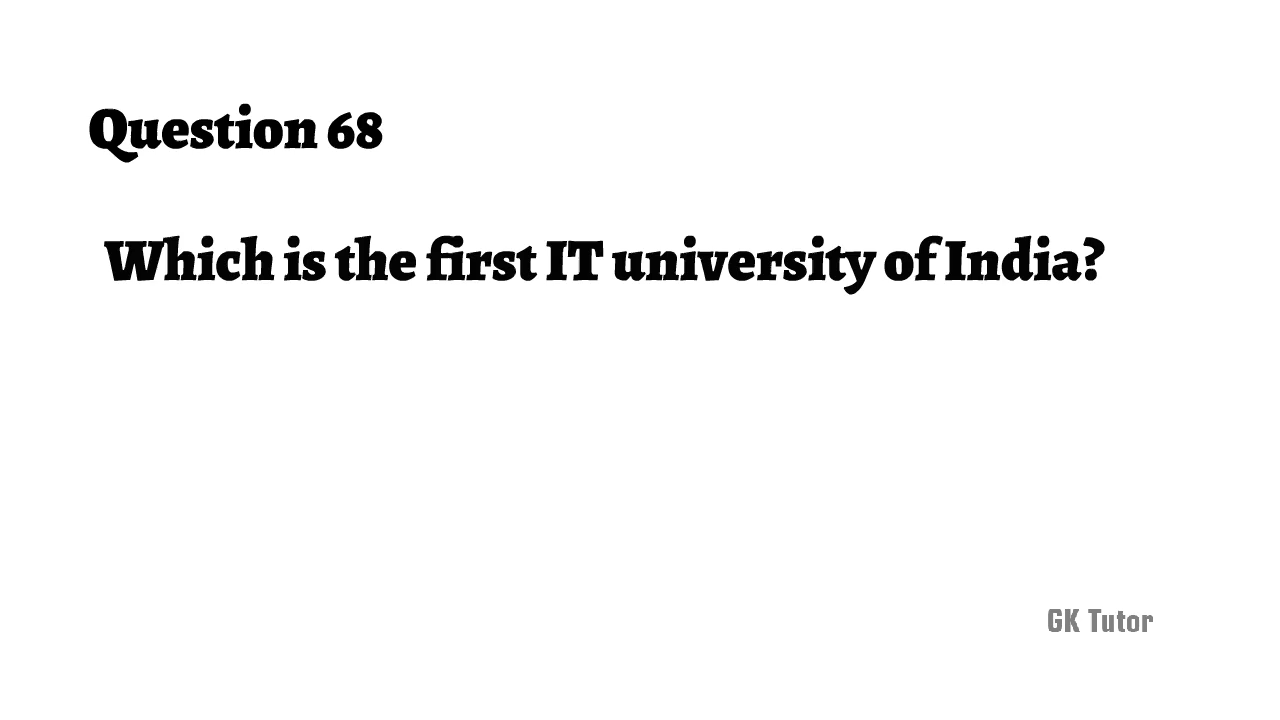 Question 68
Which is the first IT university of India?
GK Tutor